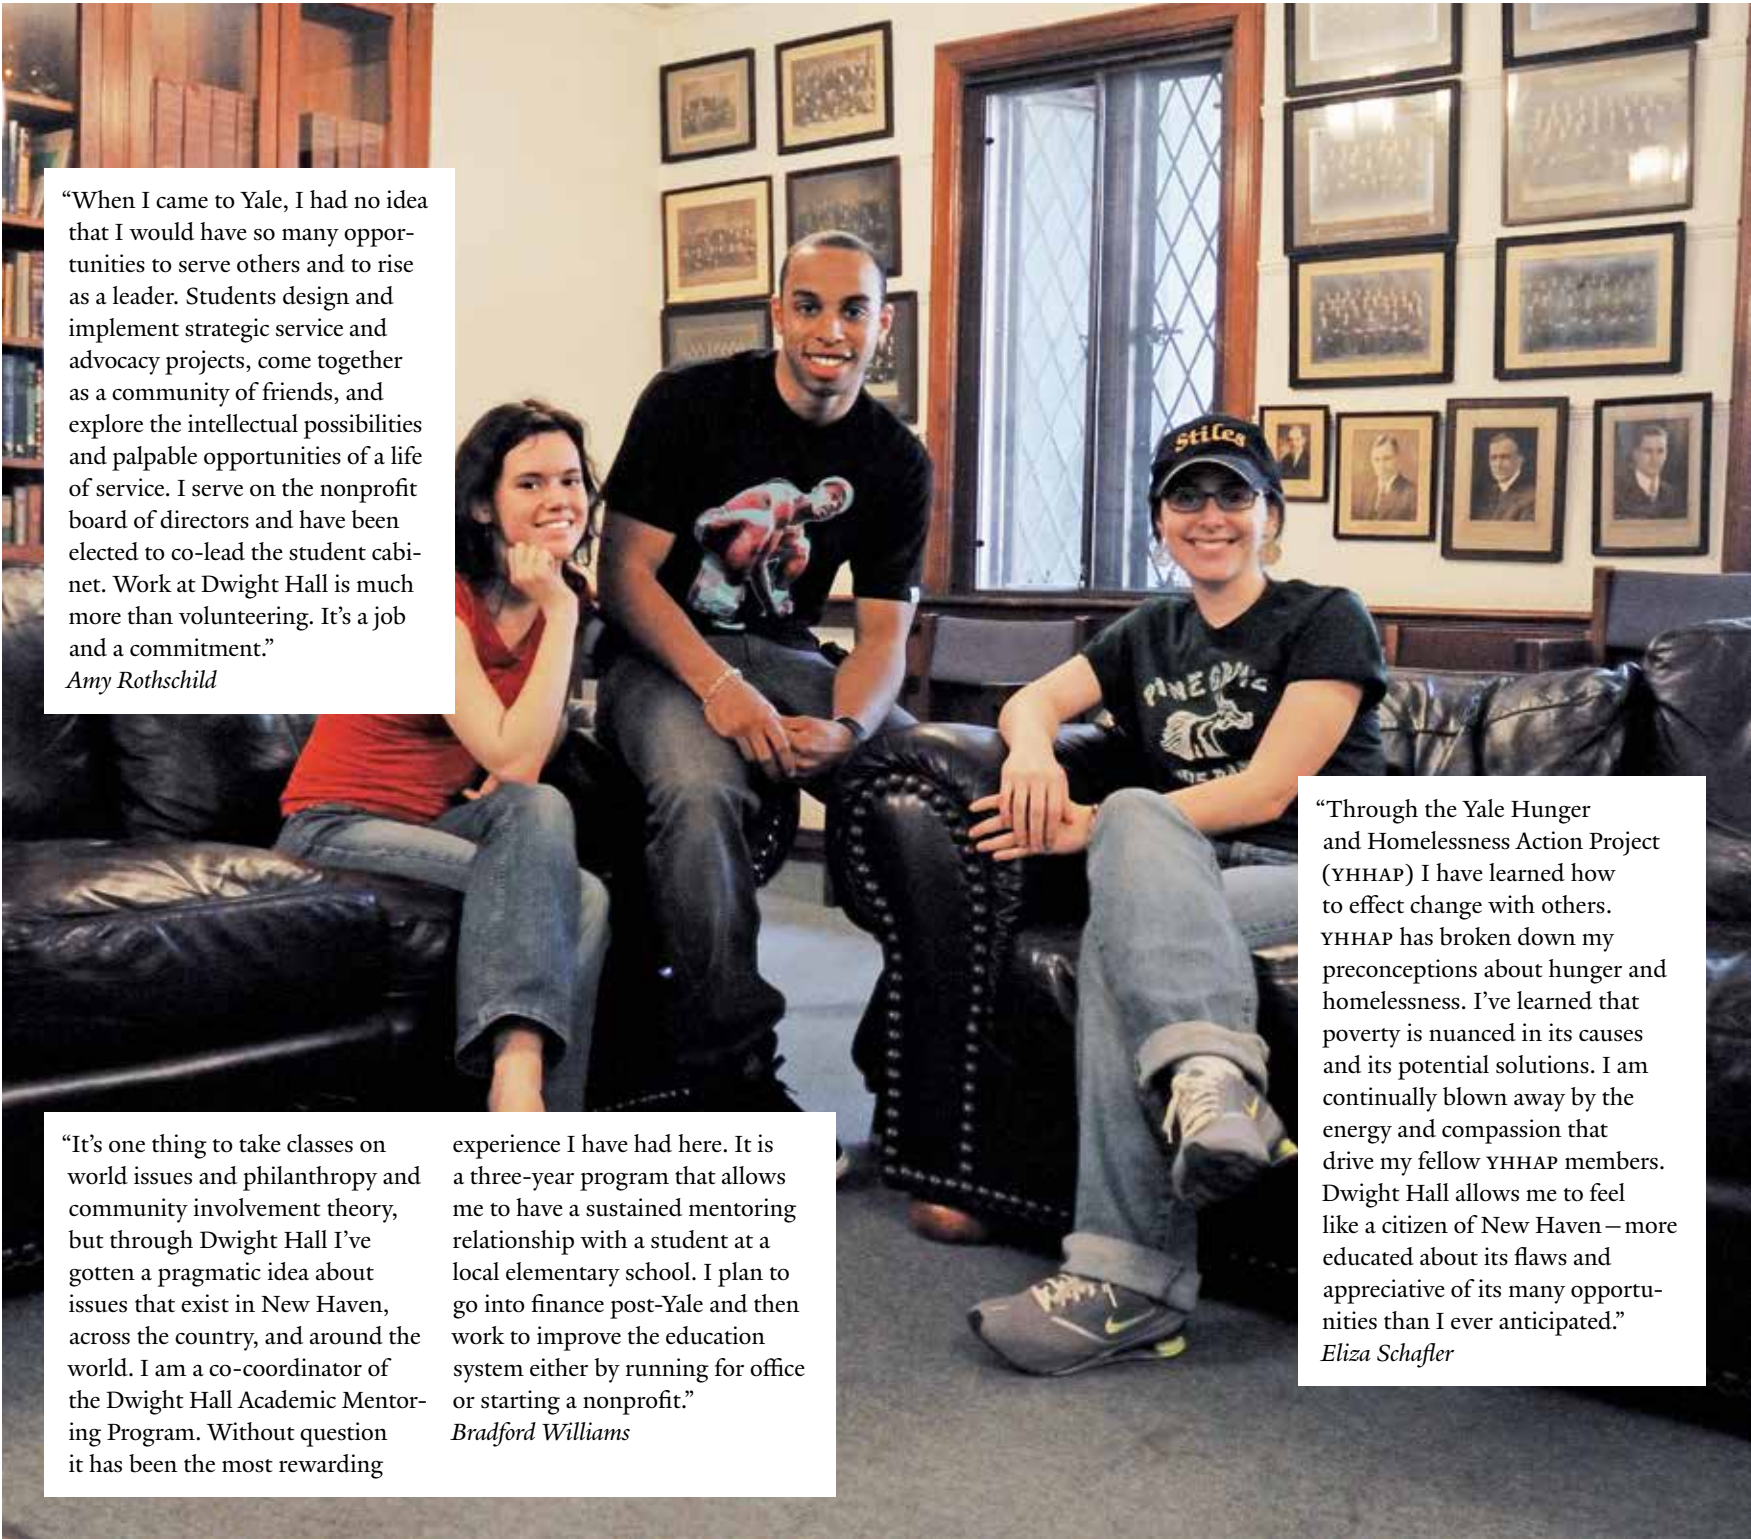 “When I came to Yale, I had no idea
that I would have so many oppor-
tunities to serve others and to rise
as a leader. Students design and
implement strategic service and
advocacy projects, come together
as a community of friends, and
explore the intellectual possibilities
and palpable opportunities of a life
of service. I serve on the nonprofit
board of directors and have been
elected to co-lead the student cabi-
net. Work at Dwight Hall is much
more than volunteering. It’s a job
and a commitment.”
Amy Rothschild
Stiles
“Through the Yale Hunger
and Homelessness Action Project
(YHHAP) I have learned how
to effect change with others.
YHHAP has broken down my
preconceptions about hunger and
homelessness. I’ve learned that
poverty is nuanced in its causes
and its potential solutions. I am
continually blown away by the
energy and compassion that
drive my fellow YHHAP members.
Dwight Hall allows me to feel
like a citizen of New Haven — more
educated about its flaws and
appreciative of its many opportu-
nities than I ever anticipated.”
Eliza Schafler
“It’s one thing to take classes on
world issues and philanthropy and
community involvement theory,
but through Dwight Hall I’ve
gotten a pragmatic idea about
issues that exist in New Haven,
across the country, and around the
world. I am a co-coordinator of
the Dwight Hall Academic Mentor-
ing Program. Without question
it has been the most rewarding
experience I have had here. It is
a three-year program that allows
me to have a sustained mentoring
relationship with a student at a
local elementary school. I plan to
go into finance post-Yale and then
work to improve the education
system either by running for office
or starting a nonprofit.”
Bradford Williams